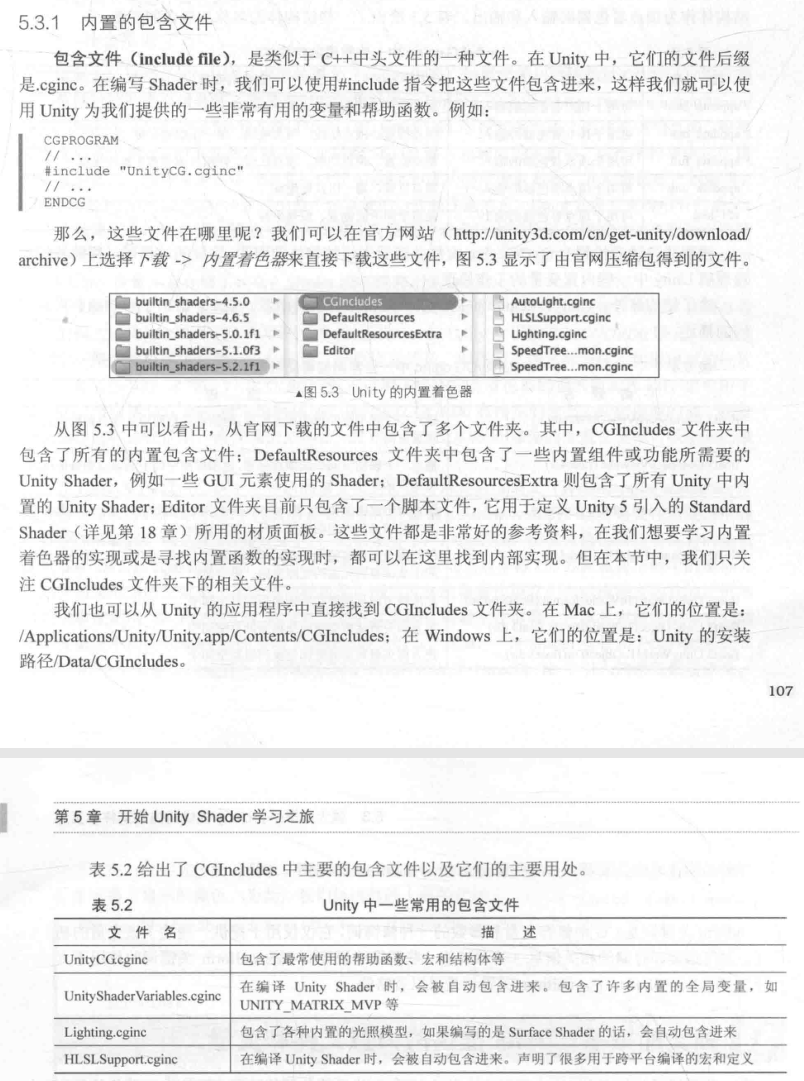 5.3.1 内置的包含文件
包含文件（include file），是类似于 C++中头文件的一种文件。在 Unity 中，它们的文件后缀
是.cginc。在编写 Shader 时，我们可以使用#include 指令把这些文件包含进来，这样我们就可以使
用 Unity 为我们提供的一些非常有用的变量和帮助函数。例如：
CGPROGRAM
// ...
#include "UnityCG.cginc"
// ...
ENDCG
那么，这些文件在哪里呢？我们可以在官方网站（http://unity3d.com/cn/get-unity/download/
archive）上选择下载 -> 内置着色器来直接下载这些文件，图 5.3 显示了由官网压缩包得到的文件。
builtin_shaders-4.5.0
builtin_shaders-4.6.5
builtin_shaders-5.0.1f1
builtin_shaders-5.1.0f3
builtin_shaders-5.2.1f1
CGIncludes
DefaultResources
DefaultResourcesExtra
Editor
AutoLight.cginc
HLSLSupport.cginc
Lighting.cginc
SpeedTree...mon.cginc
SpeedTree...mon.cginc
▲图 5.3 Unity 的内置着色器
从图 5.3 中可以看出，从官网下载的文件中包含了多个文件夹。其中，CGIncludes 文件夹中
包含了所有的内置包含文件；DefaultResources 文件夹中包含了一些内置组件或功能所需要的
Unity Shader，例如一些 GUI 元素使用的 Shader；DefaultResourcesExtra 则包含了所有 Unity 中内
置的 Unity Shader；Editor 文件夹目前只包含了一个脚本文件，它用于定义 Unity 5 引入的 Standard
Shader（详见第 18 章）所用的材质面板。这些文件都是非常好的参考资料，在我们想要学习内置
着色器的实现或是寻找内置函数的实现时，都可以在这里找到内部实现。但在本节中，我们只关
注 CGIncludes 文件夹下的相关文件。
我们也可以从 Unity 的应用程序中直接找到 CGIncludes 文件夹。在 Mac 上，它们的位置是：
/Applications/Unity/Unity.app/Contents/CGIncludes；在 Windows 上，它们的位置是：Unity 的安装
路径/Data/CGIncludes。
107
第 5 章 开始 Unity Shader 学习之旅
表 5.2 给出了 CGIncludes 中主要的包含文件以及它们的主要用处。
表 5.2 Unity 中一些常用的包含文件
文 件 名 描 述
UnityCG.cginc 包含了最常使用的帮助函数、宏和结构体等
UnityShaderVariables.cginc 在编译 Unity Shader 时，会被自动包含进来。包含了许多内置的全局变量，如
UNITY_MATRIX_MVP 等
Lighting.cginc 包含了各种内置的光照模型，如果编写的是 Surface Shader 的话，会自动包含进来
HLSLSupport.cginc 在编译 Unity Shader 时，会被自动包含进来。声明了很多用于跨平台编译的宏和定义